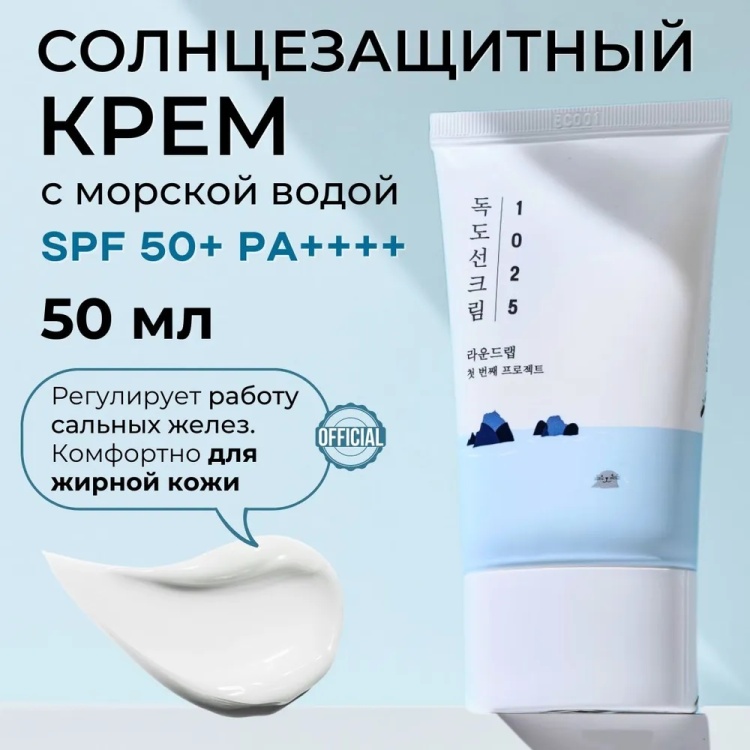 СОЛНЦЕЗАЩИТНЫЙ
КРЕМ
с морской водой
SPF 50+ PA++++
50 мл
Регулирует работу
сальных желез.
Комфортно для
жирной кожи
OFFICIAL
EC001
독도선크림
1025
라운드랩
첫 번째 프로젝트